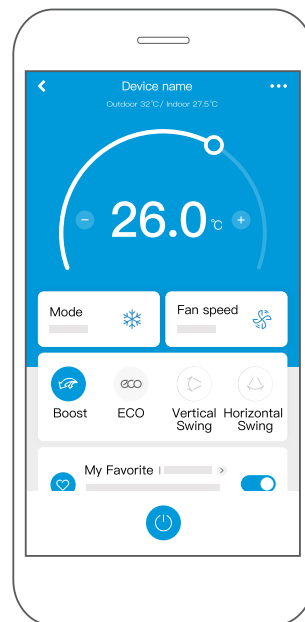 Device name
Outdoor 32℃/ Indoor 27.5℃
26.0℃
Mode
Fan speed
eco
Boost
ECO
Vertical
Swing
Horizontal
Swing
My Favorite